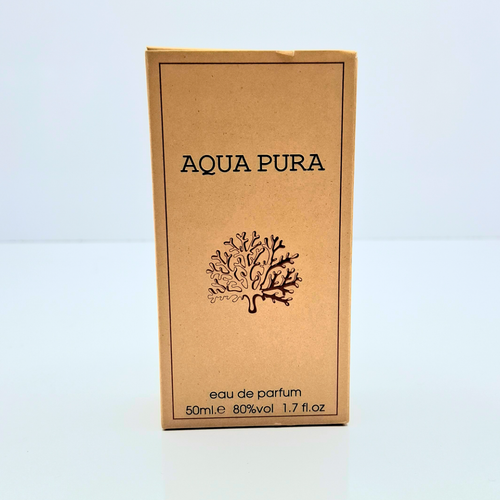 AQUA PURA
eau de parfum
50ml.e 80%vol 1.7 fl.oz